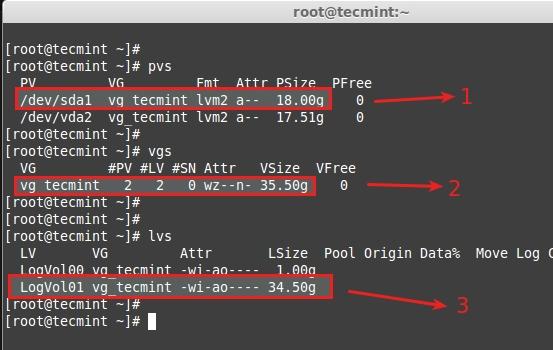 root@tecmint:~
[root@tecmint ~]#
[root@tecmint ~]# pvs
PV VG Fmt Attr PSize PFree
/dev/sda1 vg_tecmint lvm2 a-- 18.00g 0 1
/dev/vda2 vg_tecmint lvm2 a-- 17.51g 0
[root@tecmint ~]#
[root@tecmint ~]# vgs
VG #PV #LV #SN Attr VSize VFree
vg_tecmint 2 2 0 wz--n- 35.50g 0 2
[root@tecmint ~]#
[root@tecmint ~]#
[root@tecmint ~]# lvs
LV VG Attr LSize Pool Origin Data% Move Log C
LogVol00 vg_tecmint -wi-ao---- 1.00g
LogVol01 vg_tecmint -wi-ao---- 34.50g 3
[root@tecmint ~]#
[root@tecmint ~]#